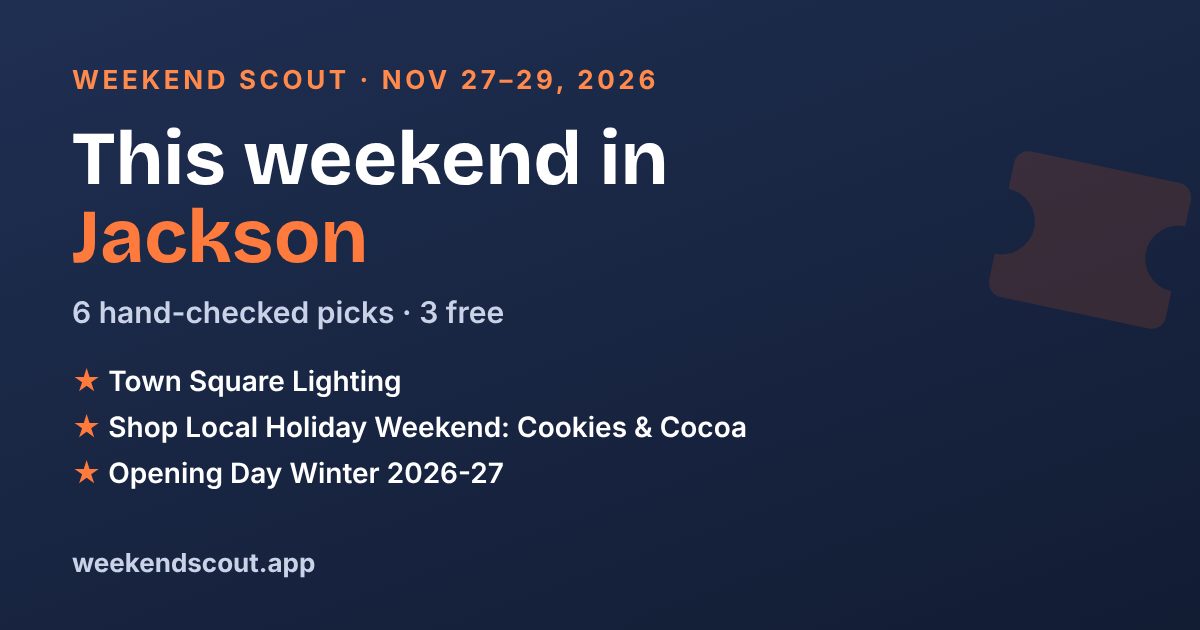 WEEKEND SCOUT · NOV 27–29, 2026
This weekend in
Jackson
6 hand-checked picks · 3 free
★ Town Square Lighting
★ Shop Local Holiday Weekend: Cookies & Cocoa
★ Opening Day Winter 2026-27
weekendscout.app